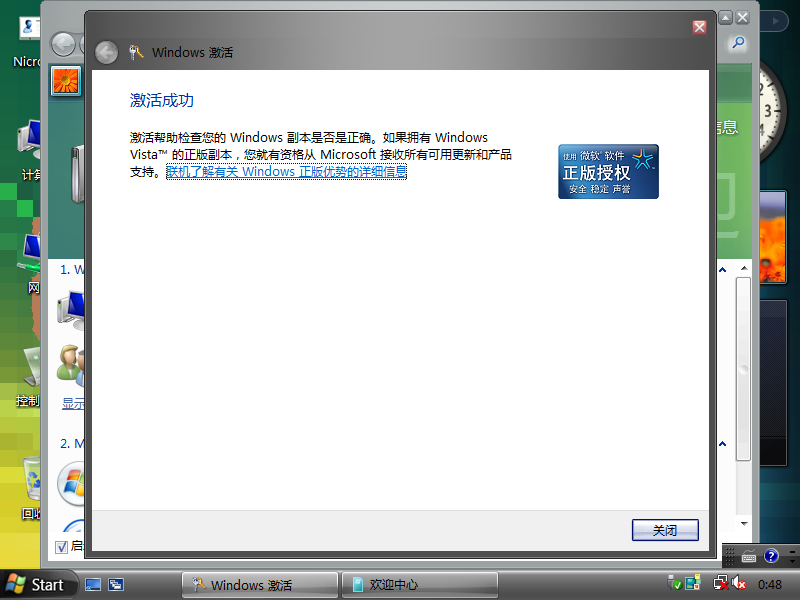 Nicro
Windows 激活
激活成功
激活帮助检查您的 Windows 副本是否是正确。如果拥有 Windows
Vista™ 的正版副本，您就有资格从 Microsoft 接收所有可用更新和产品
支持。联机了解有关 Windows 正版优势的详细信息
使用 微软 软件
正版授权
安全 稳定 声誉
信息
2
3
4
计算
网
控制
回收
1. W
显示
2. M
启
关闭
Start
Windows 激活
欢迎中心
0:48